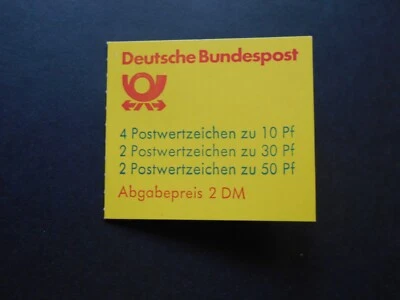 Deutsche Bundespost
4 Postwertzeichen zu 10 Pf
2 Postwertzeichen zu 30 Pf
2 Postwertzeichen zu 50 Pf
Abgabepreis 2 DM